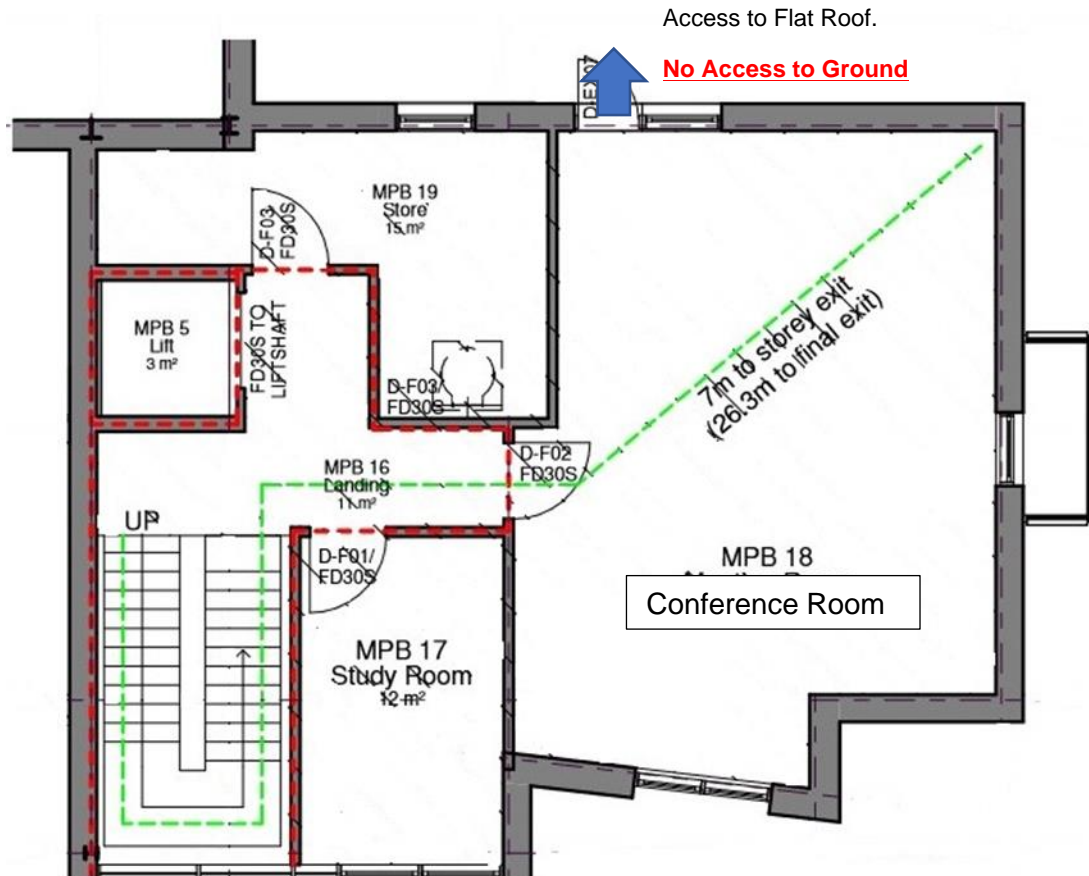 Access to Flat Roof.
No Access to Ground
MPB 19
Store
15 m²
D-F03
FD30S
MPB 5
Lift
3 m²
FD30S TO
LIFTSHAFT
D-F03/
FD30S
7m to storey exit
(26.3m to final exit)
D-F02
FD30S
MPB 16
Landing
11 m²
UP
D-F01/
FD30S
MPB 18
Conference Room
MPB 17
Study Room
12 m²